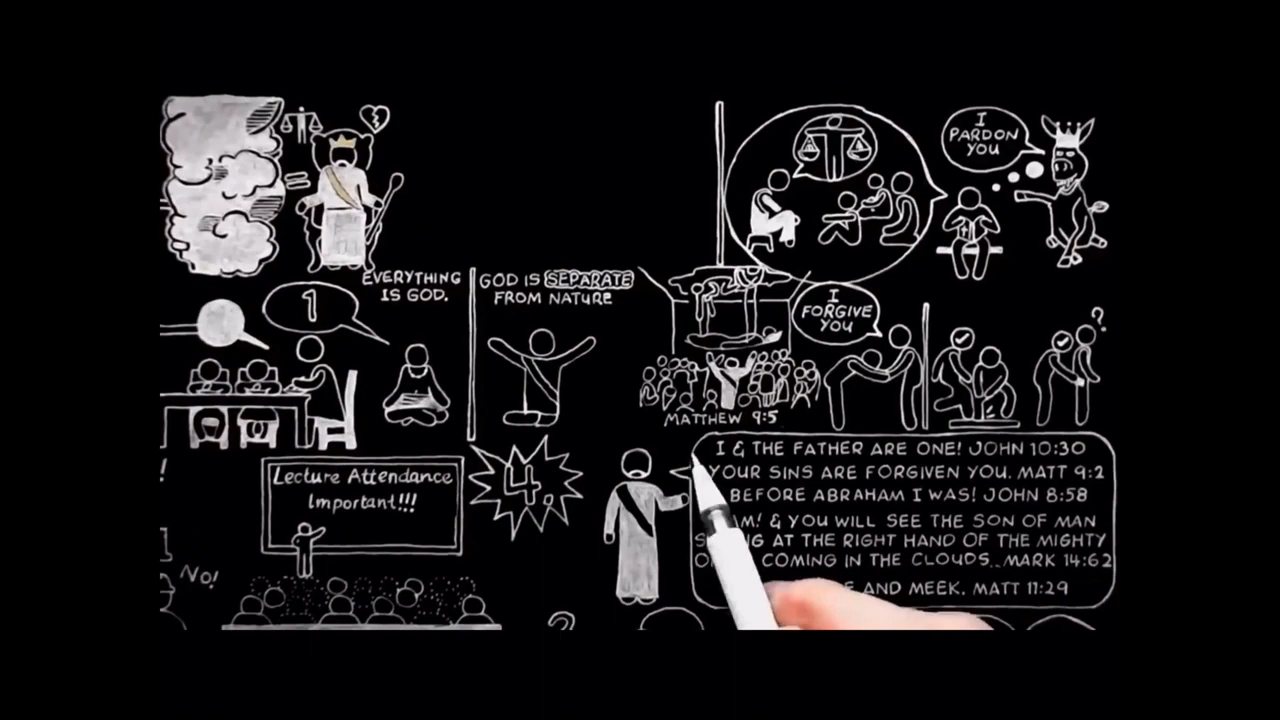 I
PARDON
YOU
EVERYTHING
IS GOD.
GOD IS SEPARATE
FROM NATURE
1
I
FORGIVE
YOU
?
MATTHEW 9:5
Lecture Attendance
Important!!!
4.
I & THE FATHER ARE ONE! JOHN 10:30
YOUR SINS ARE FORGIVEN YOU. MATT 9:2
BEFORE ABRAHAM I WAS! JOHN 8:58
& YOU WILL SEE THE SON OF MAN
AT THE RIGHT HAND OF THE MIGHTY
COMING IN THE CLOUDS.. MARK 14:62
AND MEEK. MATT 11:29
!
No!
?